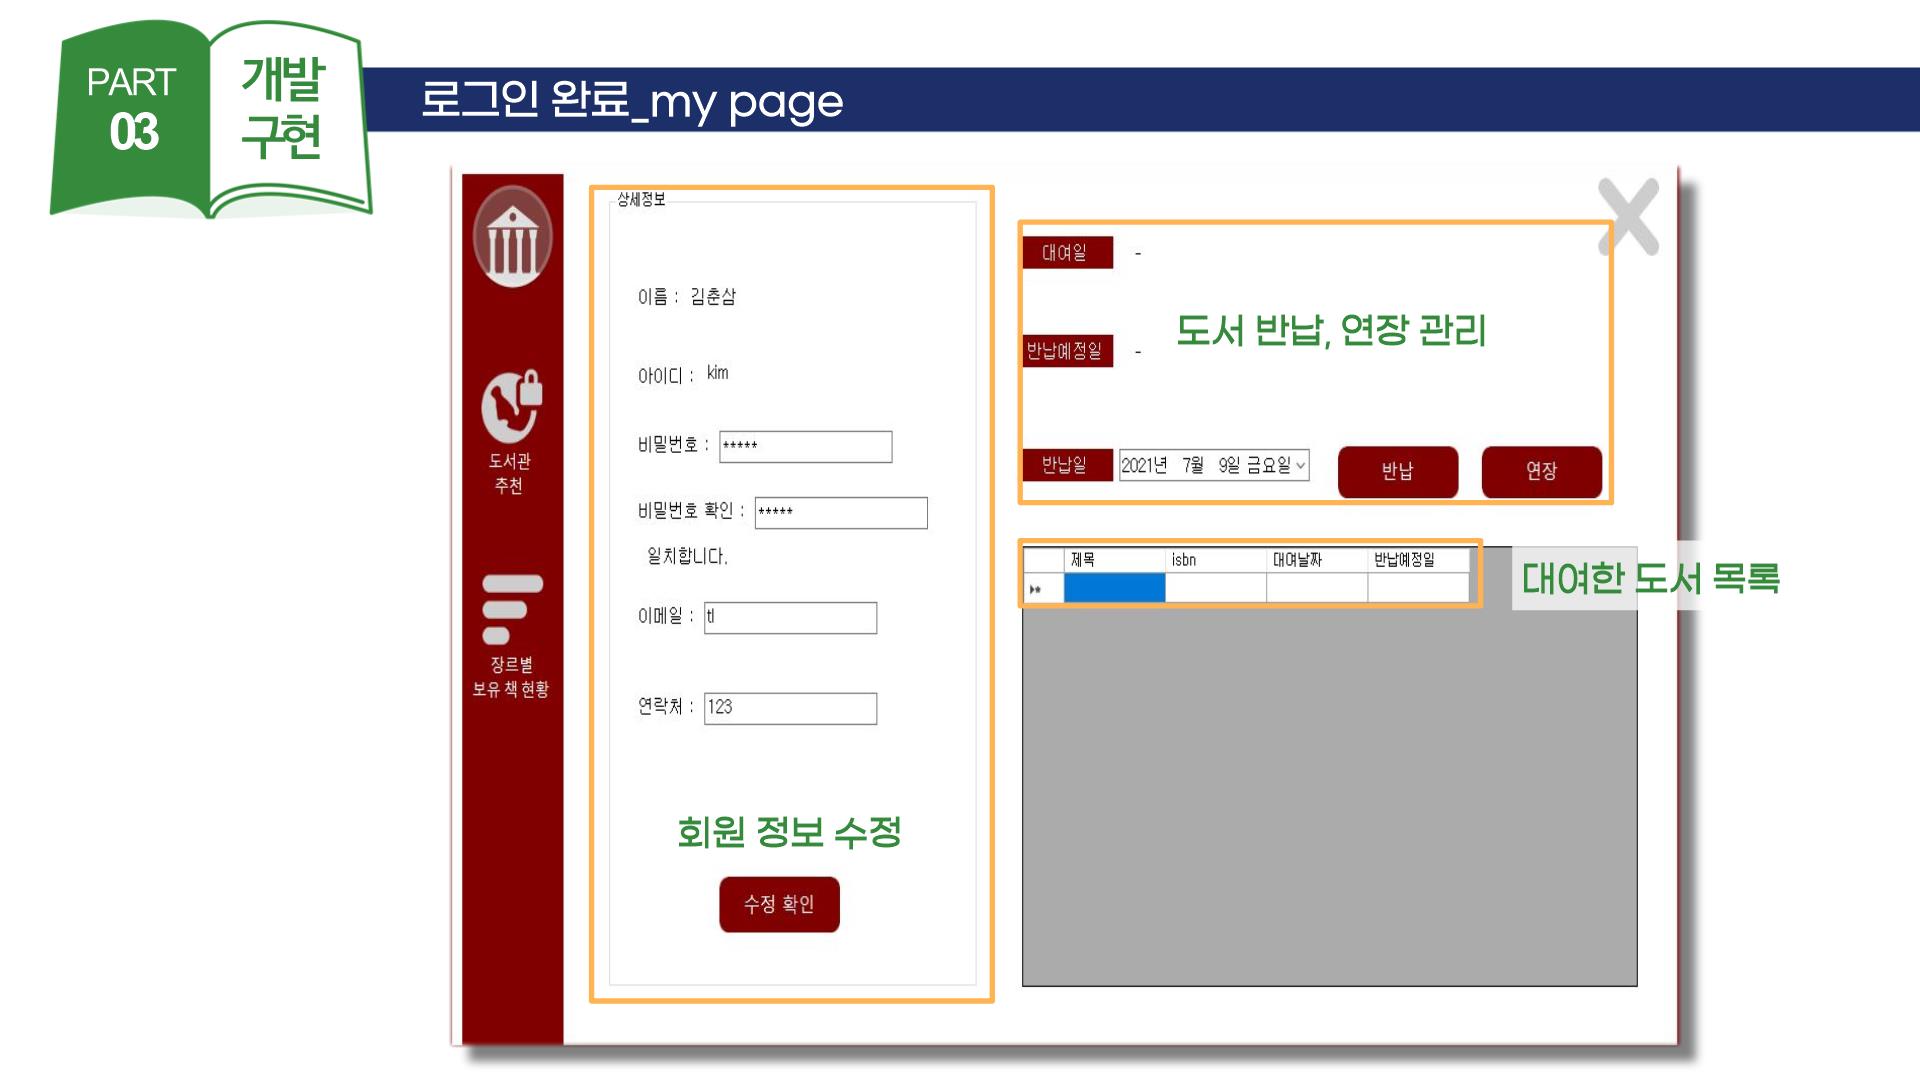 PART
03
개발
구현
로그인 완료_my page
도서관
추천
장르별
보유 책 현황
상세정보
이름 : 김춘삼
아이디 : kim
비밀번호 : *****
비밀번호 확인 : *****
일치합니다.
이메일 : tl
연락처 : 123
회원 정보 수정
수정 확인
대여일 -
도서 반납, 연장 관리
반납예정일 -
반납일 2021년 7월 9일 금요일
반납 연장
제목 isbn 대여날짜 반납예정일
대여한 도서 목록